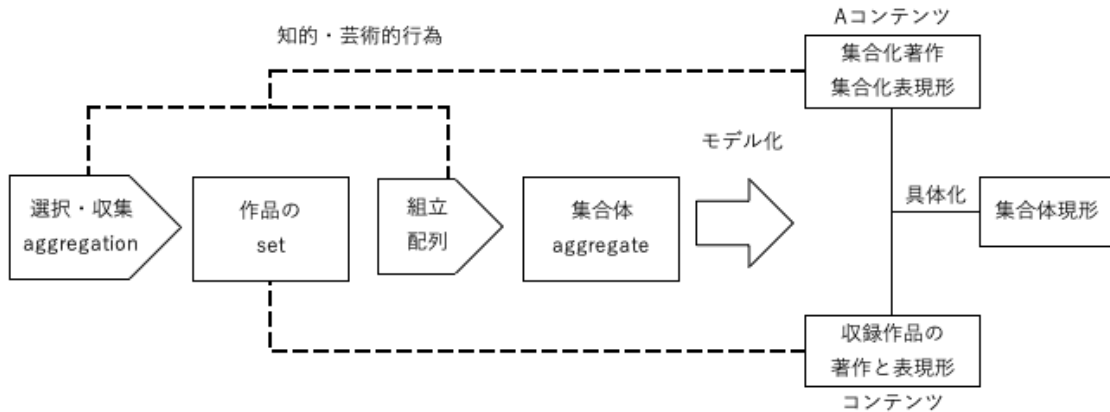 Aコンテンツ
知的・芸術的行為
集合化著作
集合化表現形
モデル化
選択・収集
aggregation
作品の
set
組立
配列
集合体
aggregate
具体化
集合体現形
収録作品の
著作と表現形
コンテンツ